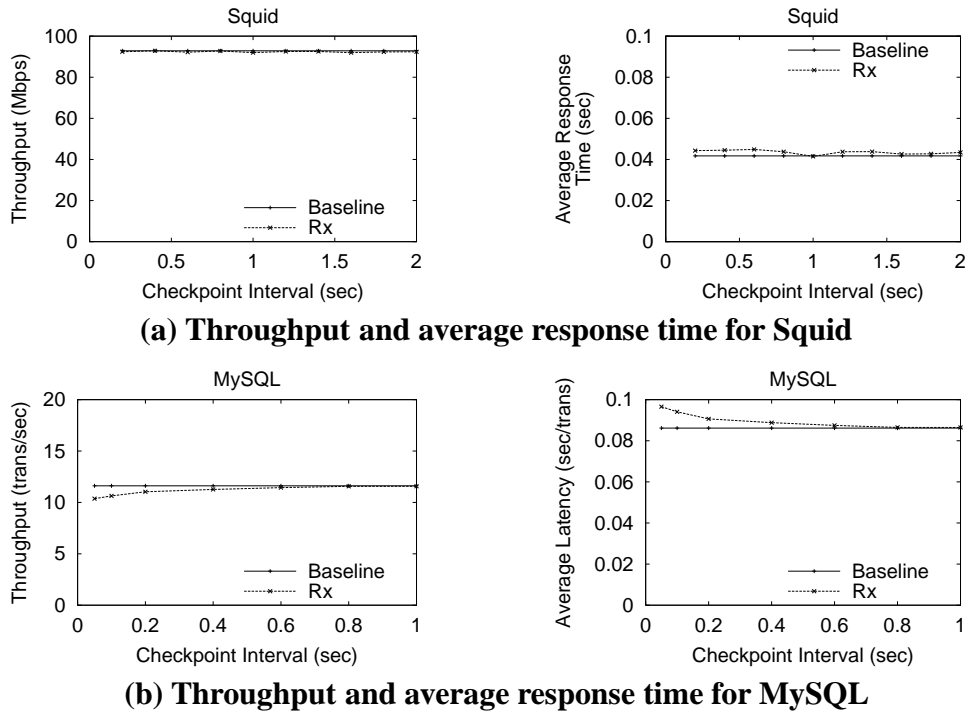 Squid
Throughput (Mbps)
100
80
60
40
20
0
Baseline
Rx
0 0.5 1 1.5 2
Checkpoint Interval (sec)
Squid
Average Response
Time (sec)
0.1
0.08
0.06
0.04
0.02
0
Baseline
Rx
0 0.5 1 1.5 2
Checkpoint Interval (sec)
(a) Throughput and average response time for Squid
MySQL
Throughput (trans/sec)
20
15
10
5
0
Baseline
Rx
0 0.2 0.4 0.6 0.8 1
Checkpoint Interval (sec)
MySQL
Average Latency (sec/trans)
0.1
0.08
0.06
0.04
0.02
0
Baseline
Rx
0 0.2 0.4 0.6 0.8 1
Checkpoint Interval (sec)
(b) Throughput and average response time for MySQL